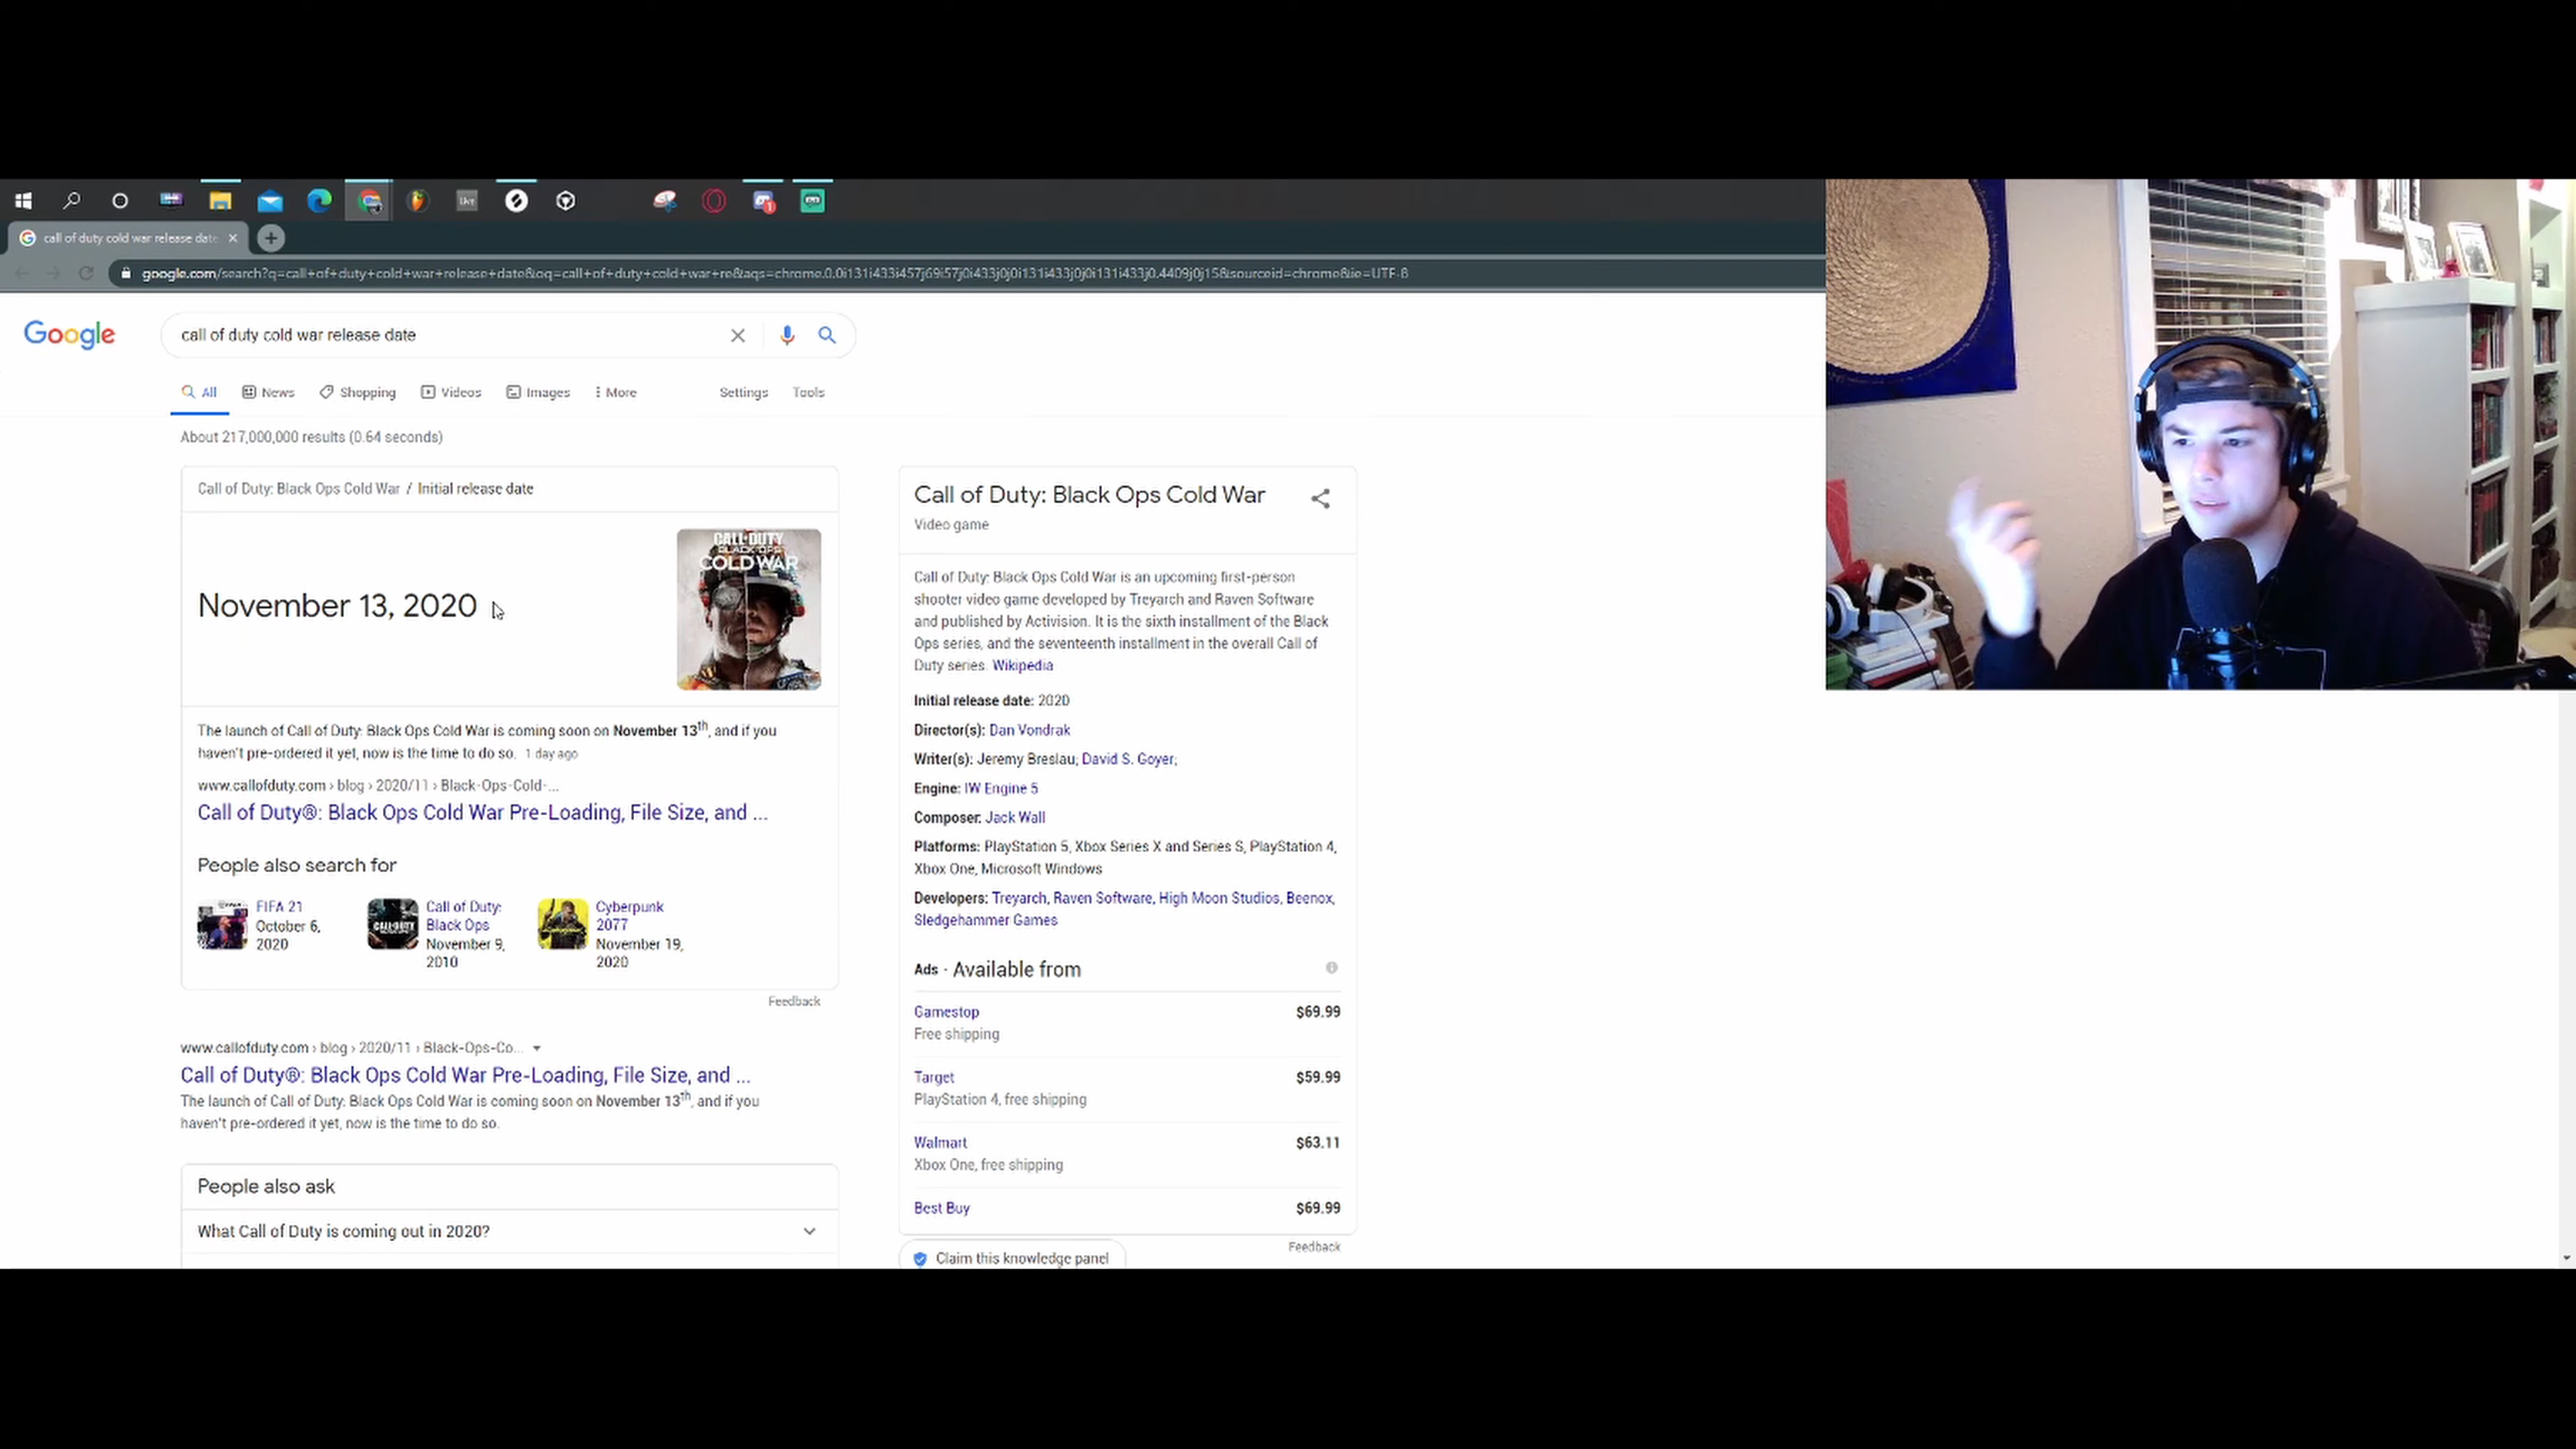 call of duty cold war release date
google.com/search?q=call+of+duty+cold+war+release+date&oq=call+of+duty+cold+war+re&aqs=chrome.0.0i131i433i457j69i57j0i433j0j0i131i433j0j0i131i433j0.4409j0j15&sourceid=chrome&ie=UTF-8
Google
call of duty cold war release date
All News Shopping Videos Images More Settings Tools
About 217,000,000 results (0.64 seconds)
Call of Duty: Black Ops Cold War / Initial release date
November 13, 2020
CALL OF DUTY
BLACK OPS
COLD WAR
The launch of Call of Duty: Black Ops Cold War is coming soon on November 13th, and if you
haven't pre-ordered it yet, now is the time to do so. 1 day ago
www.callofduty.com › blog › 2020/11 › Black-Ops-Cold-...
Call of Duty®: Black Ops Cold War Pre-Loading, File Size, and ...
People also search for
FIFA 21
October 6,
2020
Call of Duty:
Black Ops
November 9,
2010
Cyberpunk
2077
November 19,
2020
Feedback
www.callofduty.com › blog › 2020/11 › Black-Ops-Co...
Call of Duty®: Black Ops Cold War Pre-Loading, File Size, and ...
The launch of Call of Duty: Black Ops Cold War is coming soon on November 13th, and if you
haven't pre-ordered it yet, now is the time to do so.
People also ask
What Call of Duty is coming out in 2020?
Call of Duty: Black Ops Cold War
Video game
Call of Duty: Black Ops Cold War is an upcoming first-person
shooter video game developed by Treyarch and Raven Software
and published by Activision. It is the sixth installment of the Black
Ops series, and the seventeenth installment in the overall Call of
Duty series. Wikipedia
Initial release date: 2020
Director(s): Dan Vondrak
Writer(s): Jeremy Breslau; David S. Goyer;
Engine: IW Engine 5
Composer: Jack Wall
Platforms: PlayStation 5, Xbox Series X and Series S, PlayStation 4,
Xbox One, Microsoft Windows
Developers: Treyarch, Raven Software, High Moon Studios, Beenox,
Sledgehammer Games
Ads · Available from
Gamestop $69.99
Free shipping
Target $59.99
PlayStation 4, free shipping
Walmart $63.11
Xbox One, free shipping
Best Buy $69.99
Feedback
Claim this knowledge panel